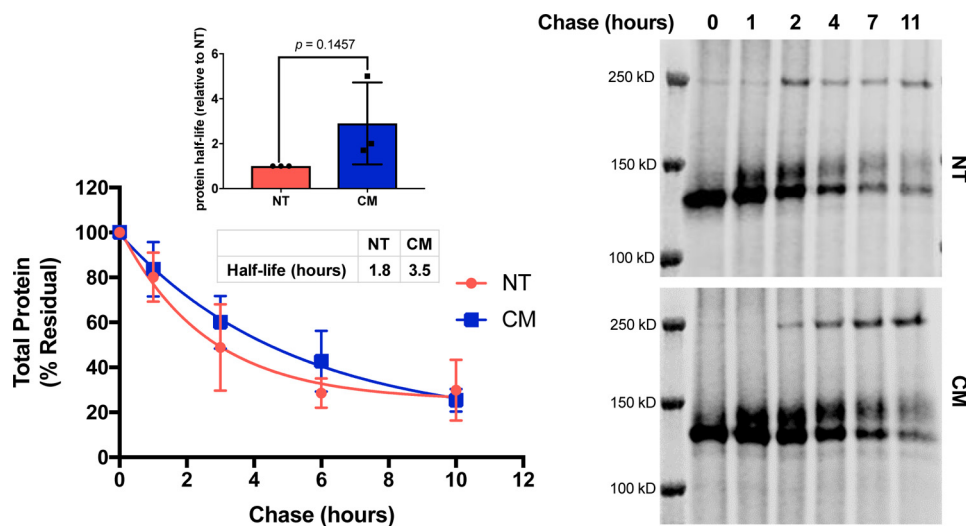 protein half-life (relative to NT)
p = 0.1457
6
4
2
0
NT CM
Total Protein
(% Residual)
120
100
80
60
40
20
0
NT CM
Half-life (hours) 1.8 3.5
NT
CM
0 2 4 6 8 10 12
Chase (hours)
Chase (hours) 0 1 2 4 7 11
250 kD
150 kD
100 kD
NT
250 kD
150 kD
100 kD
CM